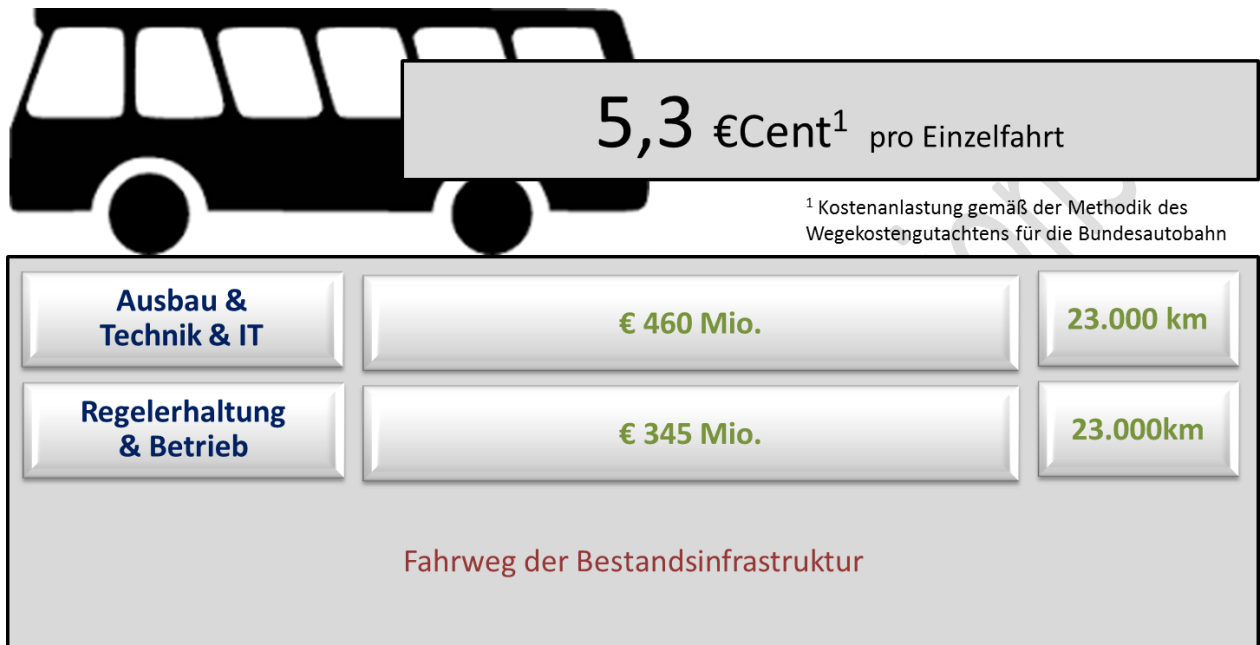 5,3 €Cent¹ pro Einzelfahrt
¹ Kostenanlastung gemäß der Methodik des
Wegekostengutachtens für die Bundesautobahn
Ausbau &
Technik & IT
€ 460 Mio.
23.000 km
Regelerhaltung
& Betrieb
€ 345 Mio.
23.000km
Fahrweg der Bestandsinfrastruktur